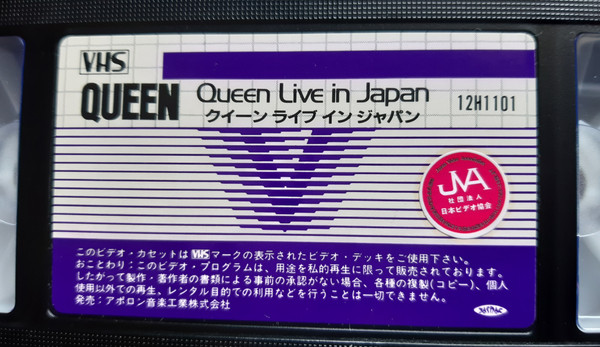 VHS
QUEEN
Queen Live in Japan
クイーン ライブ イン ジャパン
12H1101
JVA
社団法人
日本ビデオ協会
このビデオ・カセットは VHS マークの表示されたビデオ・デッキをご使用下さい。
おことわり:このビデオ・プログラムは、用途を私的再生に限って販売されております。
したがって製作・著作者の書類による事前の承認がない場合、各種の複製(コピー)、個人
使用以外での再生、レンタル目的での利用などを行うことは一切できません。
発売:アポロン音楽工業株式会社